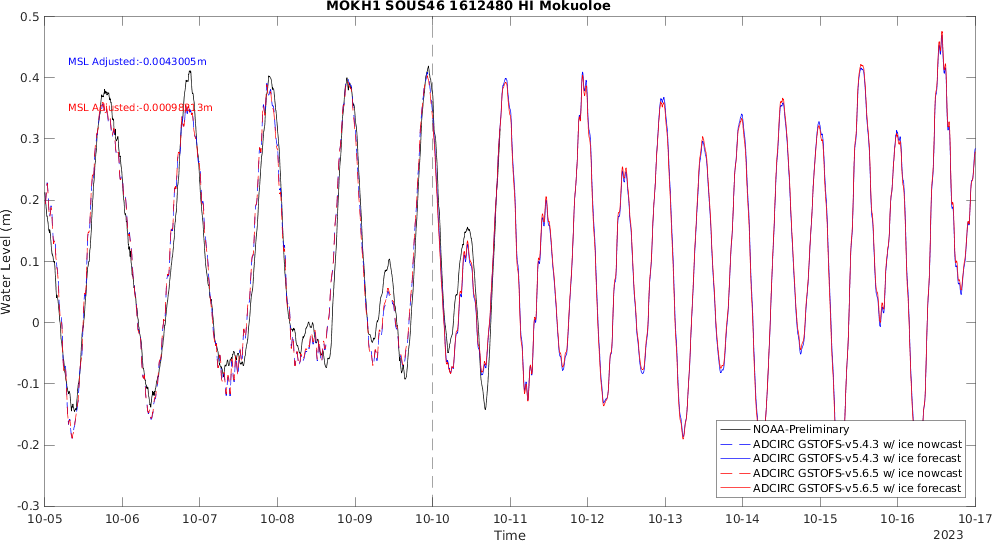 MOKH1 SOUS46 1612480 HI Mokuoloe
0.5
0.4
0.3
0.2
0.1
0
-0.1
-0.2
-0.3
Water Level (m)
MSL Adjusted:-0.0043005m
MSL Adjusted:-0.00098213m
NOAA-Preliminary
ADCIRC GSTOFS-v5.4.3 w/ ice nowcast
ADCIRC GSTOFS-v5.4.3 w/ ice forecast
ADCIRC GSTOFS-v5.6.5 w/ ice nowcast
ADCIRC GSTOFS-v5.6.5 w/ ice forecast
10-05 10-06 10-07 10-08 10-09 10-10 10-11 10-12 10-13 10-14 10-15 10-16 10-17
Time
2023